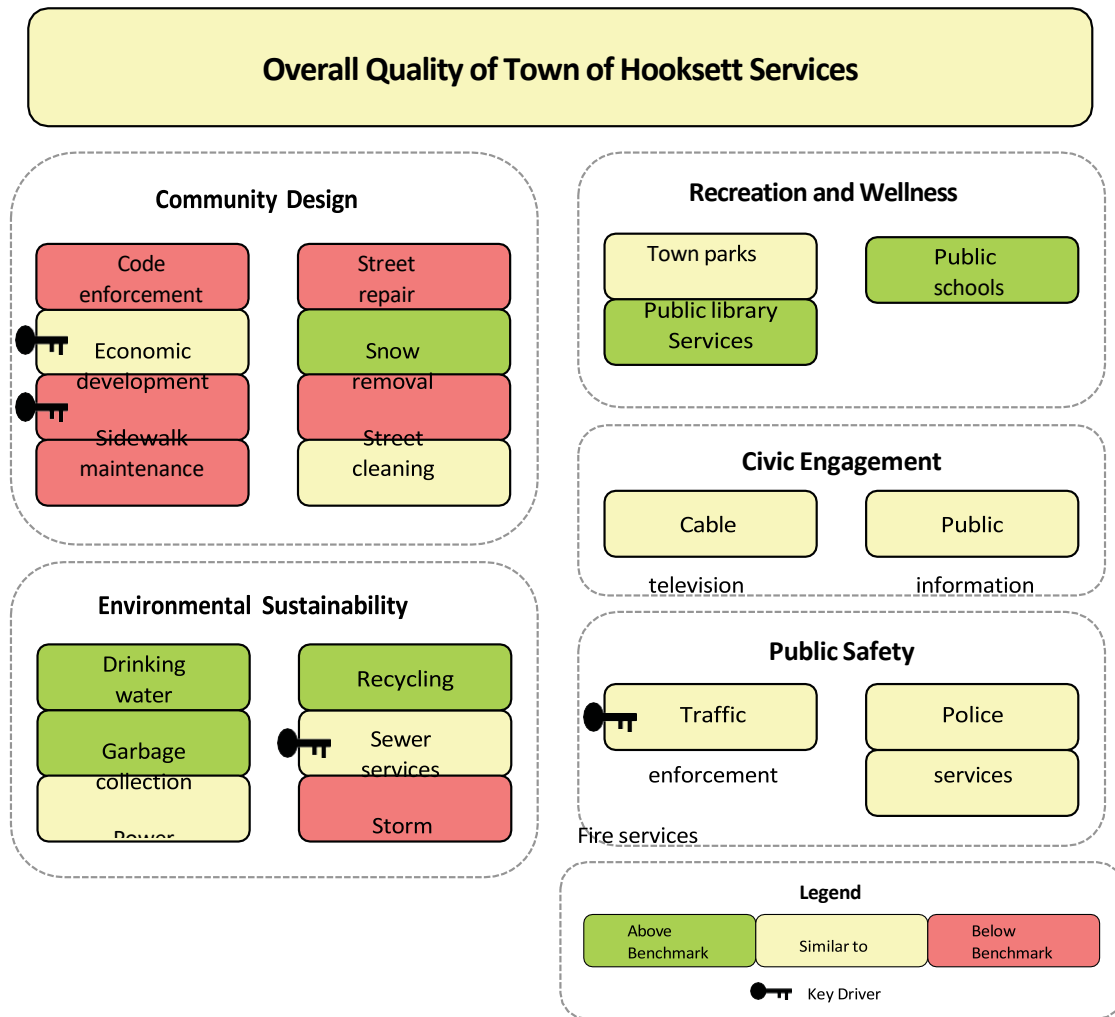 Overall Quality of Town of Hooksett Services
Community Design
Code
enforcement
Economic
development
Sidewalk
maintenance
Street
repair
Snow
removal
Street
cleaning
Environmental Sustainability
Drinking
water
Garbage
collection
Power
Recycling
Sewer
services
Storm
Recreation and Wellness
Town parks
Public library
Services
Public
schools
Civic Engagement
Cable
television
Public
information
Public Safety
Traffic
enforcement
Police
services
Fire services
Legend
Above
Benchmark
Similar to
Below
Benchmark
Key Driver